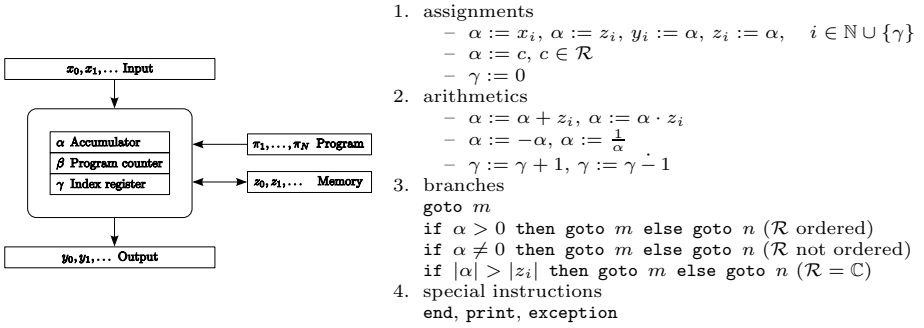 x₀, x₁, … Input
α Accumulator
β Program counter
γ Index register
π₁, …, π_N Program
z₀, z₁, … Memory
y₀, y₁, … Output
1. assignments
– α := xᵢ, α := zᵢ, yᵢ := α, zᵢ := α, i ∈ ℕ ∪ {γ}
– α := c, c ∈ ℛ
– γ := 0
2. arithmetics
– α := α + zᵢ, α := α · zᵢ
– α := −α, α := 1/α
– γ := γ + 1, γ := γ ∸ 1
3. branches
goto m
if α > 0 then goto m else goto n (ℛ ordered)
if α ≠ 0 then goto m else goto n (ℛ not ordered)
if |α| > |zᵢ| then goto m else goto n (ℛ = ℂ)
4. special instructions
end, print, exception